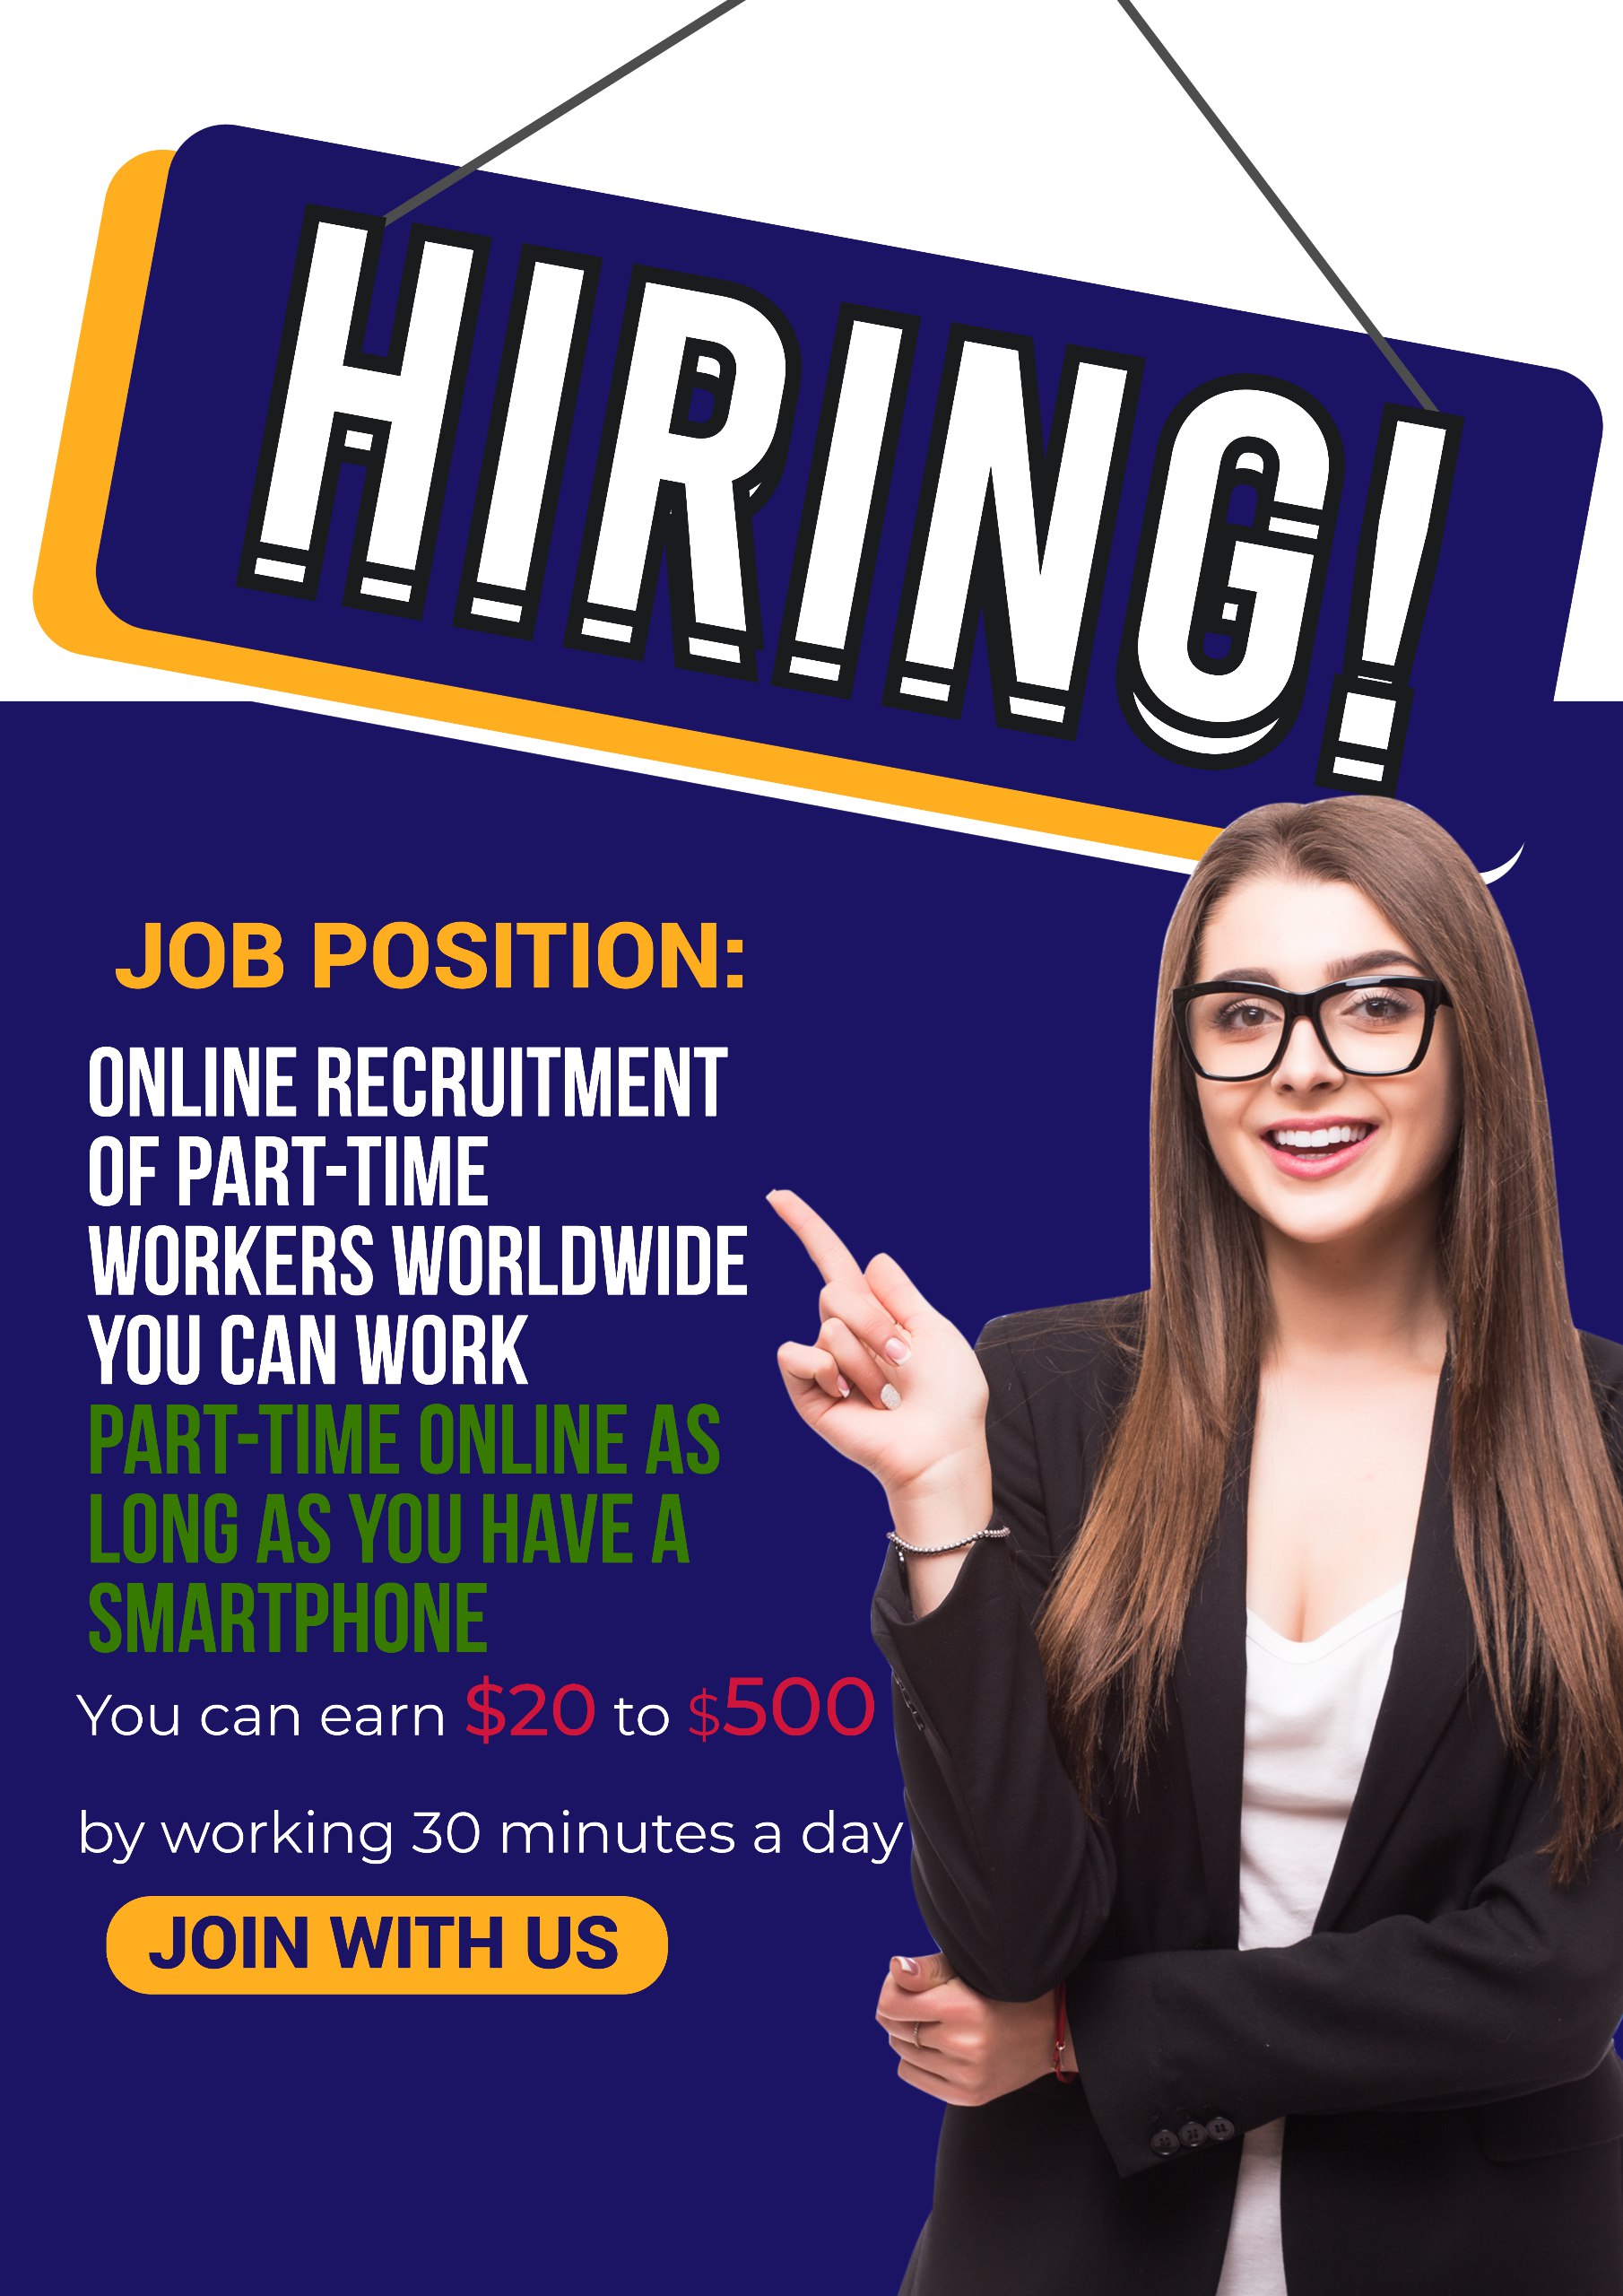 HIRING!
JOB POSITION:
ONLINE RECRUITMENT
OF PART-TIME
WORKERS WORLDWIDE
YOU CAN WORK
PART-TIME ONLINE AS
LONG AS YOU HAVE A
SMARTPHONE
You can earn $20 to $500
by working 30 minutes a day
JOIN WITH US